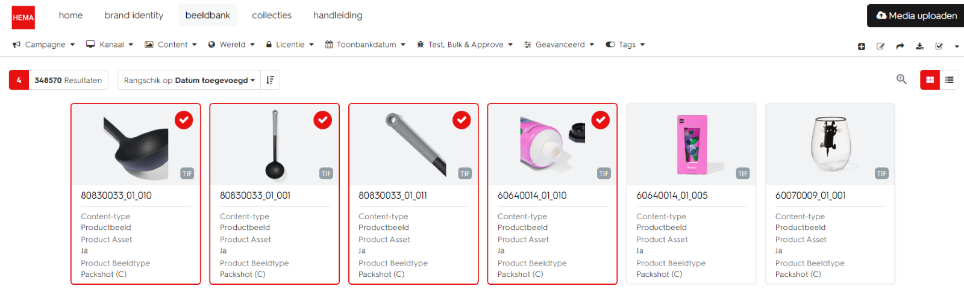 HEMA home brand identity beeldbank collecties handleiding Media uploaden
Campagne Kanaal Content Wereld Licentie Toonbankdatum Test, Bulk & Approve Geavanceerd Tags
4 348570 Resultaten Rangschik op Datum toegevoegd
TIF TIF TIF TIF TIF TIF
80830033_01_010 80830033_01_001 80830033_01_011 60640014_01_010 60640014_01_005 60070009_01_001
Content-type Content-type Content-type Content-type Content-type Content-type
Productbeeld Productbeeld Productbeeld Productbeeld Productbeeld Productbeeld
Product Asset Product Asset Product Asset Product Asset Product Asset Product Asset
Ja Ja Ja Ja Ja Ja
Product Beeldtype Product Beeldtype Product Beeldtype Product Beeldtype Product Beeldtype Product Beeldtype
Packshot (C) Packshot (C) Packshot (C) Packshot (C) Packshot (C) Packshot (C)